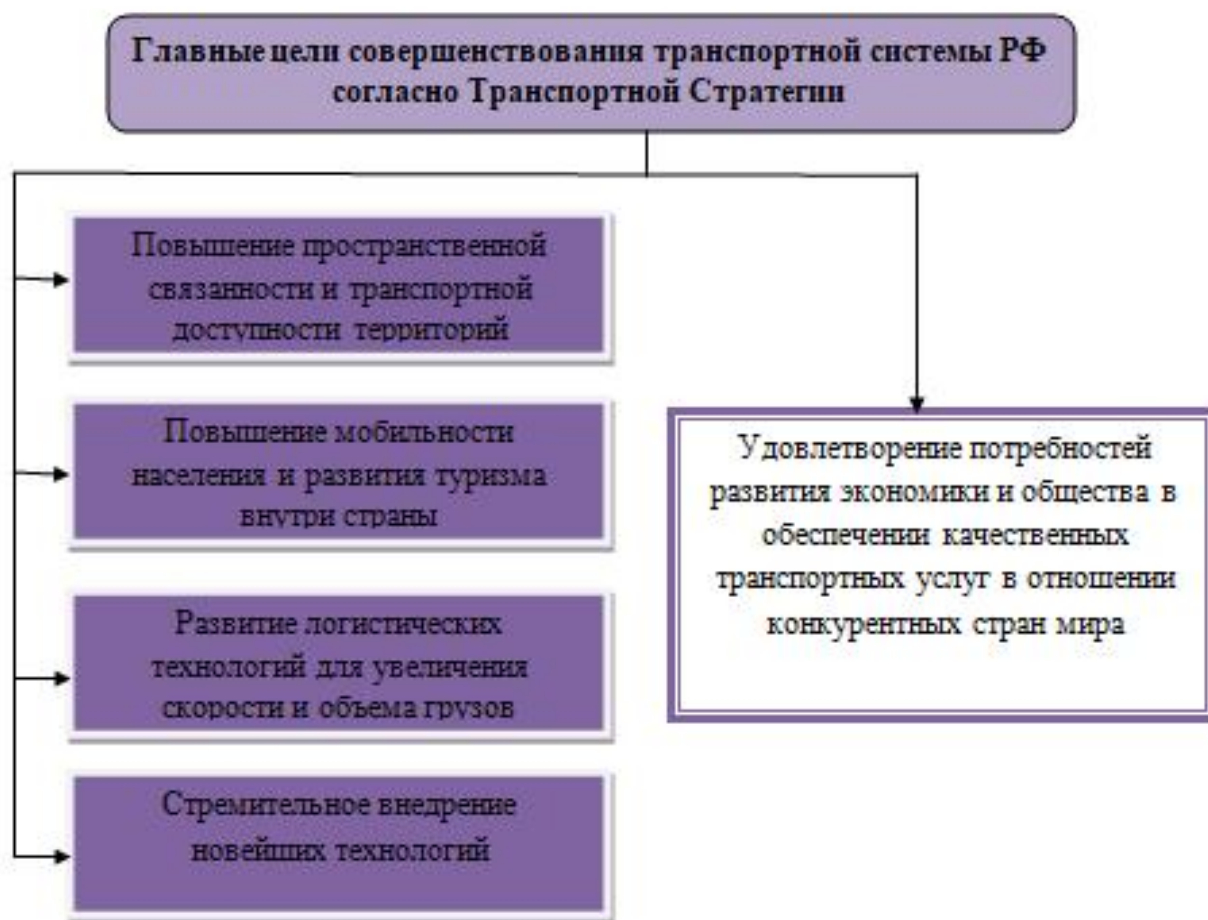 Главные цели совершенствования транспортной системы РФ
согласно Транспортной Стратегии
Повышение пространственной
связанности и транспортной
доступности территорий
Повышение мобильности
населения и развития туризма
внутри страны
Развитие логистических
технологий для увеличения
скорости и объема грузов
Стремительное внедрение
новейших технологий
Удовлетворение потребностей
развития экономики и общества в
обеспечении качественных
транспортных услуг в отношении
конкурентных стран мира